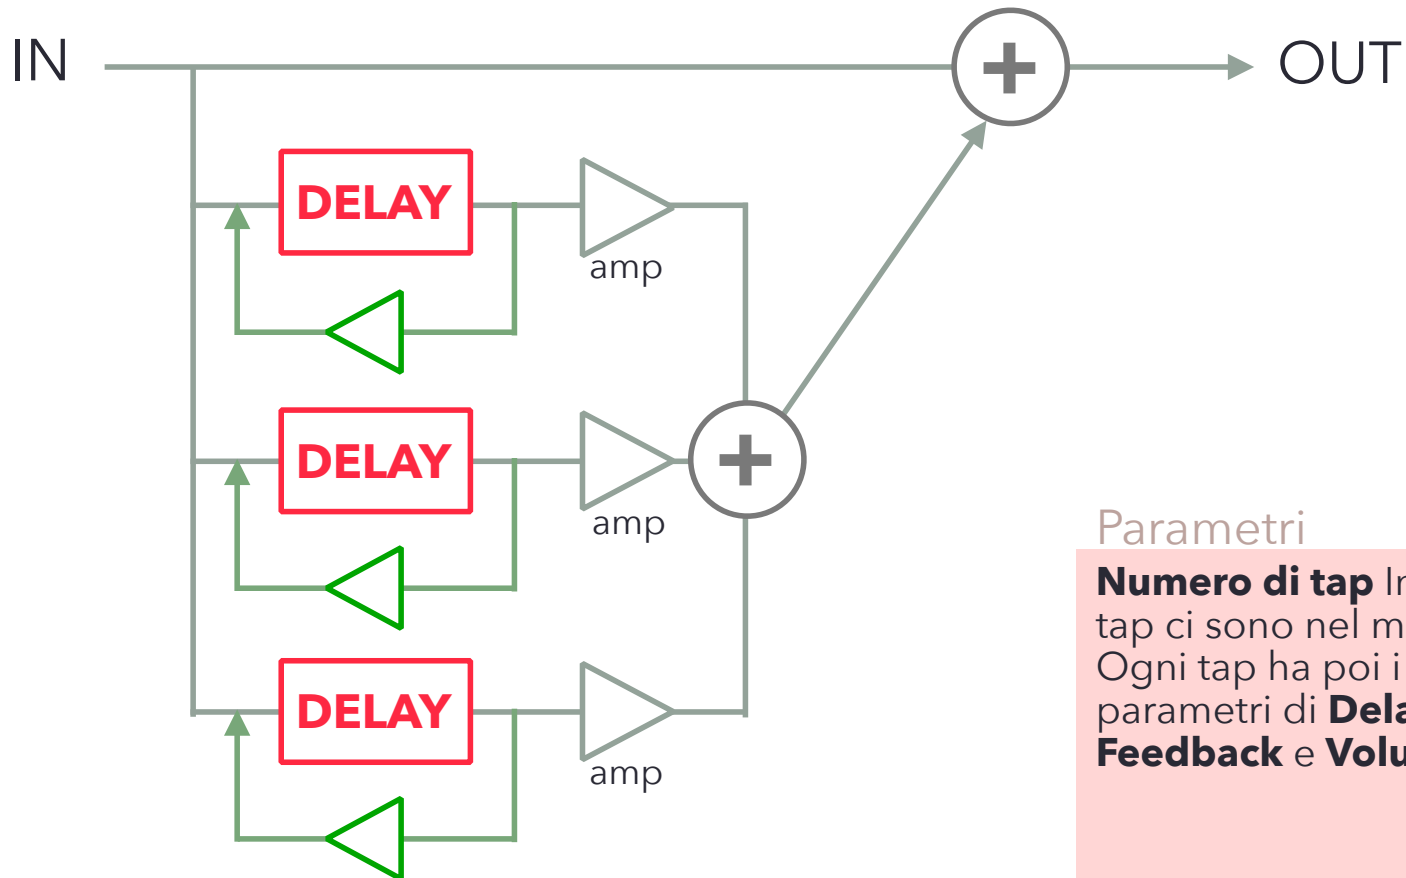 IN
OUT
DELAY
amp
DELAY
amp
DELAY
amp
Parametri
Numero di tap
tap ci sono nel
Ogni tap ha poi i
parametri di
Feedback e